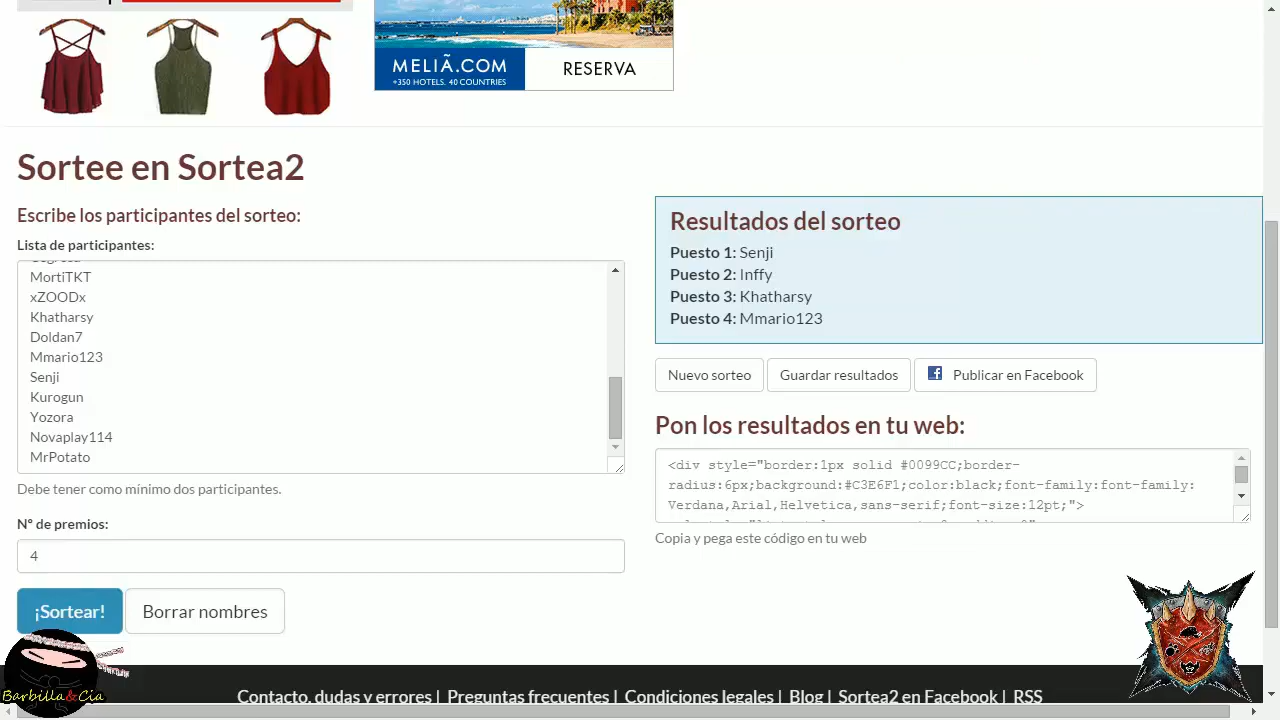 MELIÃ.COM
+350 HOTELS. 40 COUNTRIES
RESERVA
Sortee en Sortea2
Escribe los participantes del sorteo:
Lista de participantes:
MortiTKT
xZOODx
Khatharsy
Doldan7
Mmario123
Senji
Kurogun
Yozora
Novaplay114
MrPotato
Debe tener como mínimo dos participantes.
Nº de premios:
4
¡Sortear!
Borrar nombres
Resultados del sorteo
Puesto 1: Senji
Puesto 2: Inffy
Puesto 3: Khatharsy
Puesto 4: Mmario123
Nuevo sorteo
Guardar resultados
Publicar en Facebook
Pon los resultados en tu web:
<div style="border:1px solid #0099CC;border-
radius:6px;background:#C3E6F1;color:black;font-family:font-family:
Verdana,Arial,Helvetica,sans-serif;font-size:12pt;">
Copia y pega este código en tu web
Barbilla&Cia
Contacto, dudas y errores | Preguntas frecuentes | Condiciones legales | Blog | Sortea2 en Facebook | RSS